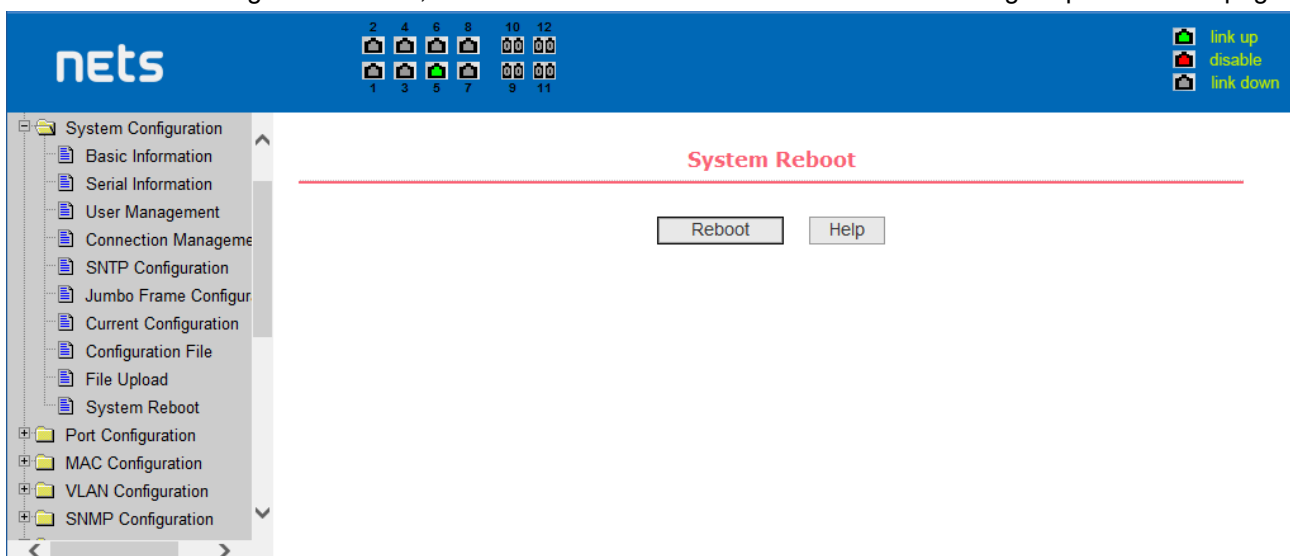 nets
2 4 6 8 10 12
1 3 5 7 9 11
link up
disable
link down
System Configuration
Basic Information
Serial Information
User Management
Connection Manageme
SNTP Configuration
Jumbo Frame Configur
Current Configuration
Configuration File
File Upload
System Reboot
Port Configuration
MAC Configuration
VLAN Configuration
SNMP Configuration
System Reboot
Reboot Help